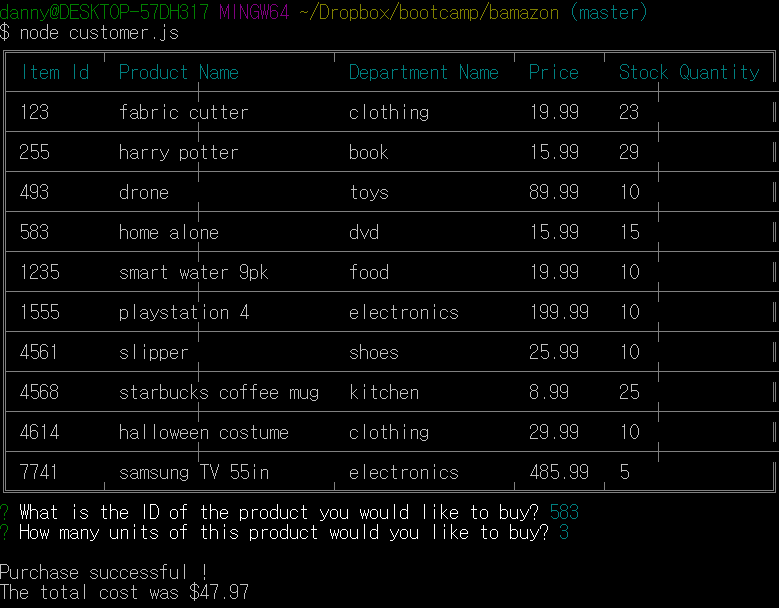 danny@DESKTOP-57DH317 MINGW64 ~/Dropbox/bootcamp/bamazon (master)
$ node customer.js
Item Id Product Name Department Name Price Stock Quantity
123 fabric cutter clothing 19.99 23
255 harry potter book 15.99 29
493 drone toys 89.99 10
583 home alone dvd 15.99 15
1235 smart water 9pk food 19.99 10
1555 playstation 4 electronics 199.99 10
4561 slipper shoes 25.99 10
4568 starbucks coffee mug kitchen 8.99 25
4614 halloween costume clothing 29.99 10
7741 samsung TV 55in electronics 485.99 5
? What is the ID of the product you would like to buy? 583
? How many units of this product would you like to buy? 3
Purchase successful !
The total cost was $47.97